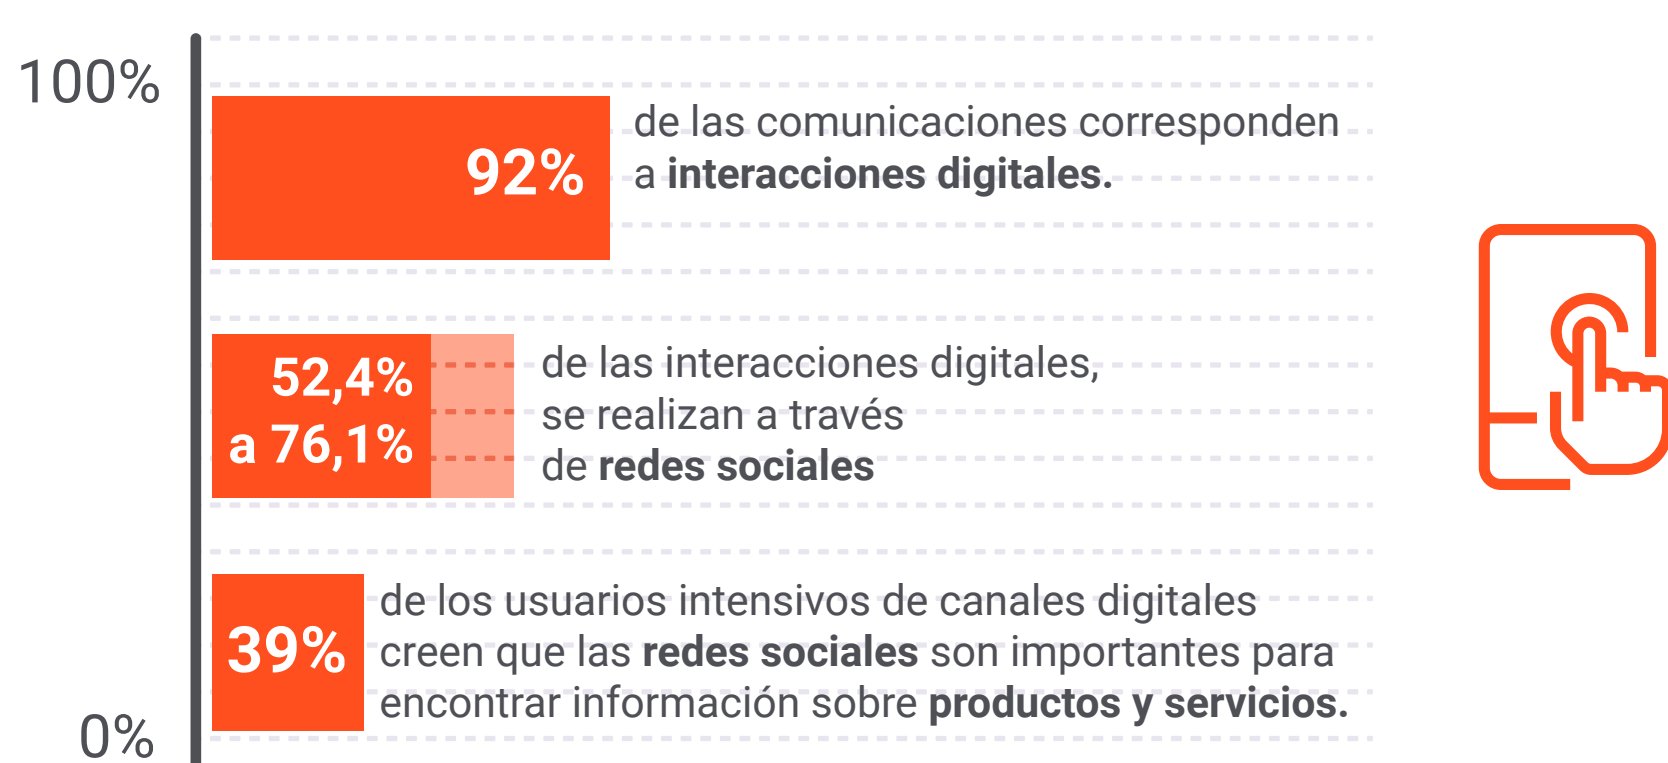 100%
92%
de las comunicaciones corresponden
a interacciones digitales.
52,4%
a 76,1%
de las interacciones digitales,
se realizan a través
de redes sociales
39%
de los usuarios intensivos de canales digitales
creen que las redes sociales son importantes para
encontrar información sobre productos y servicios.
0%